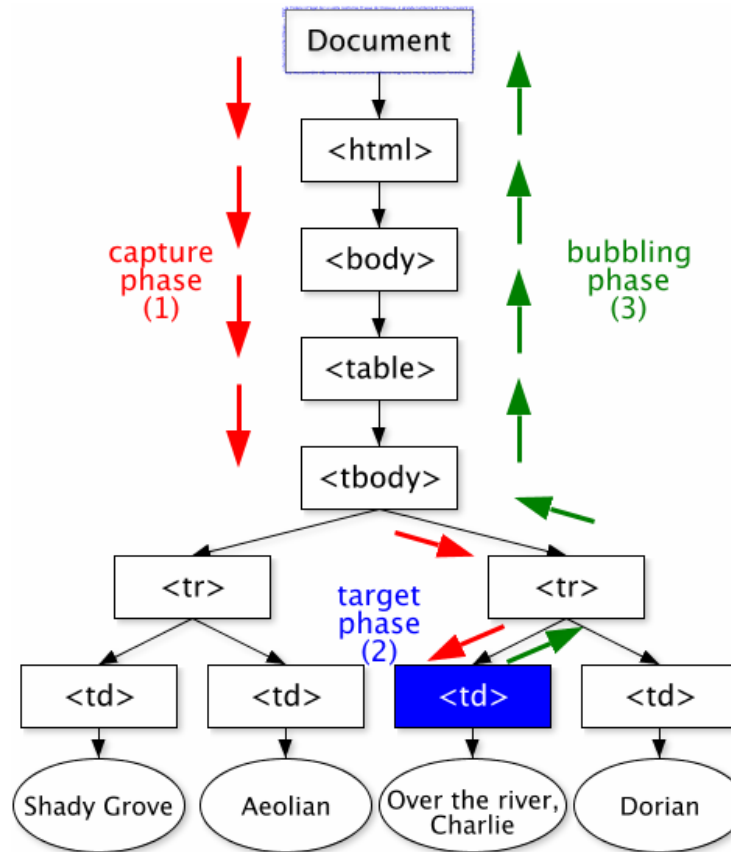 Document
<html>
capture
phase
(1)
<body>
bubbling
phase
(3)
<table>
<tbody>
<tr>
target
phase
(2)
<tr>
<td>
<td>
<td>
<td>
Shady Grove
Aeolian
Over the river,
Charlie
Dorian